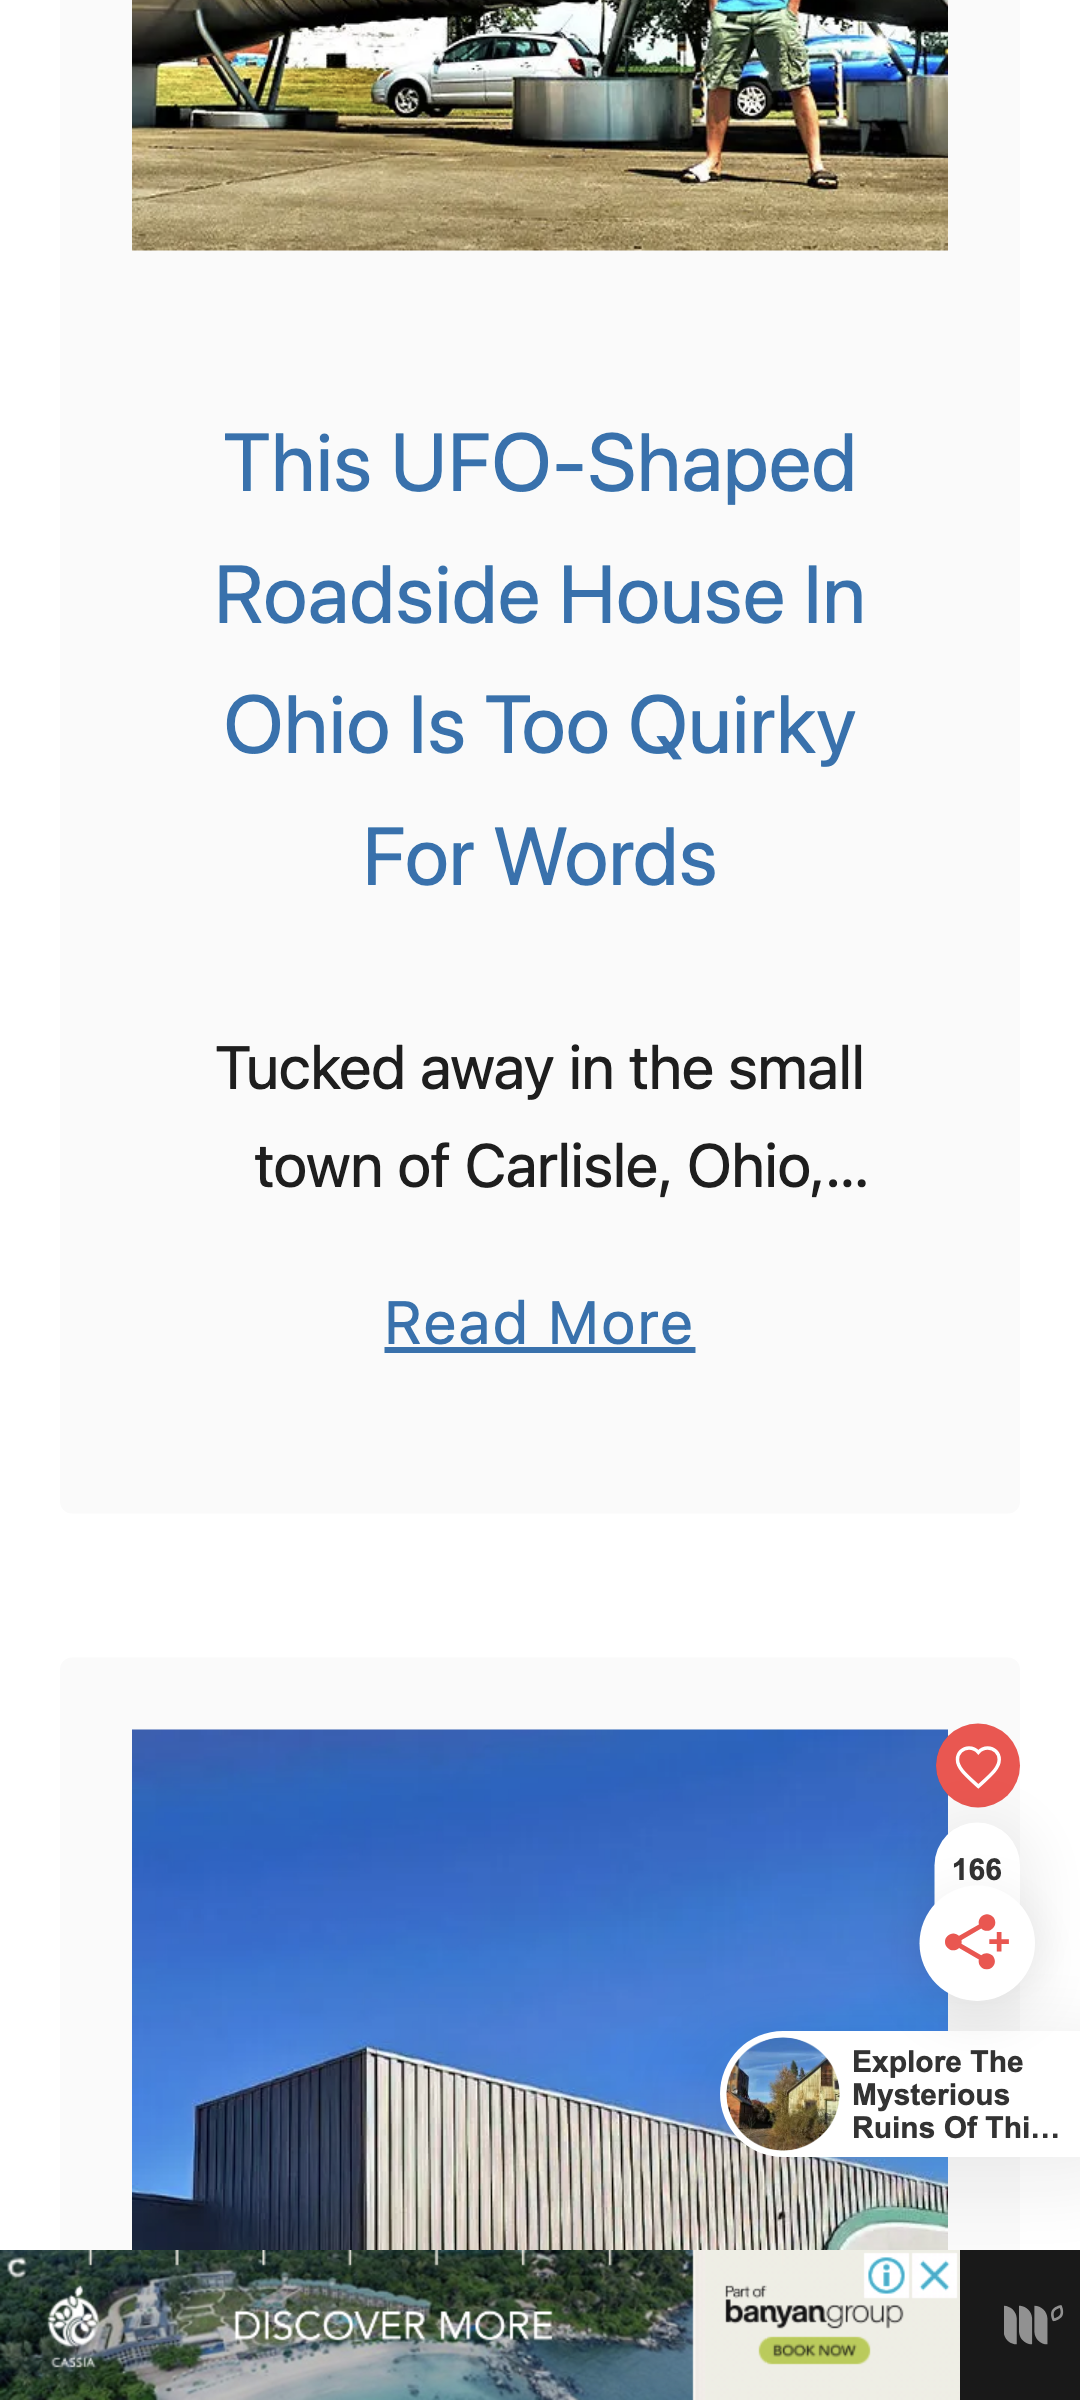 This UFO-Shaped
Roadside House In
Ohio Is Too Quirky
For Words
Tucked away in the small
town of Carlisle, Ohio,...
Read More
166
Explore The
Mysterious
Ruins Of Thi...
C
CASSIA
DISCOVER MORE
Part of
banyangroup
BOOK NOW